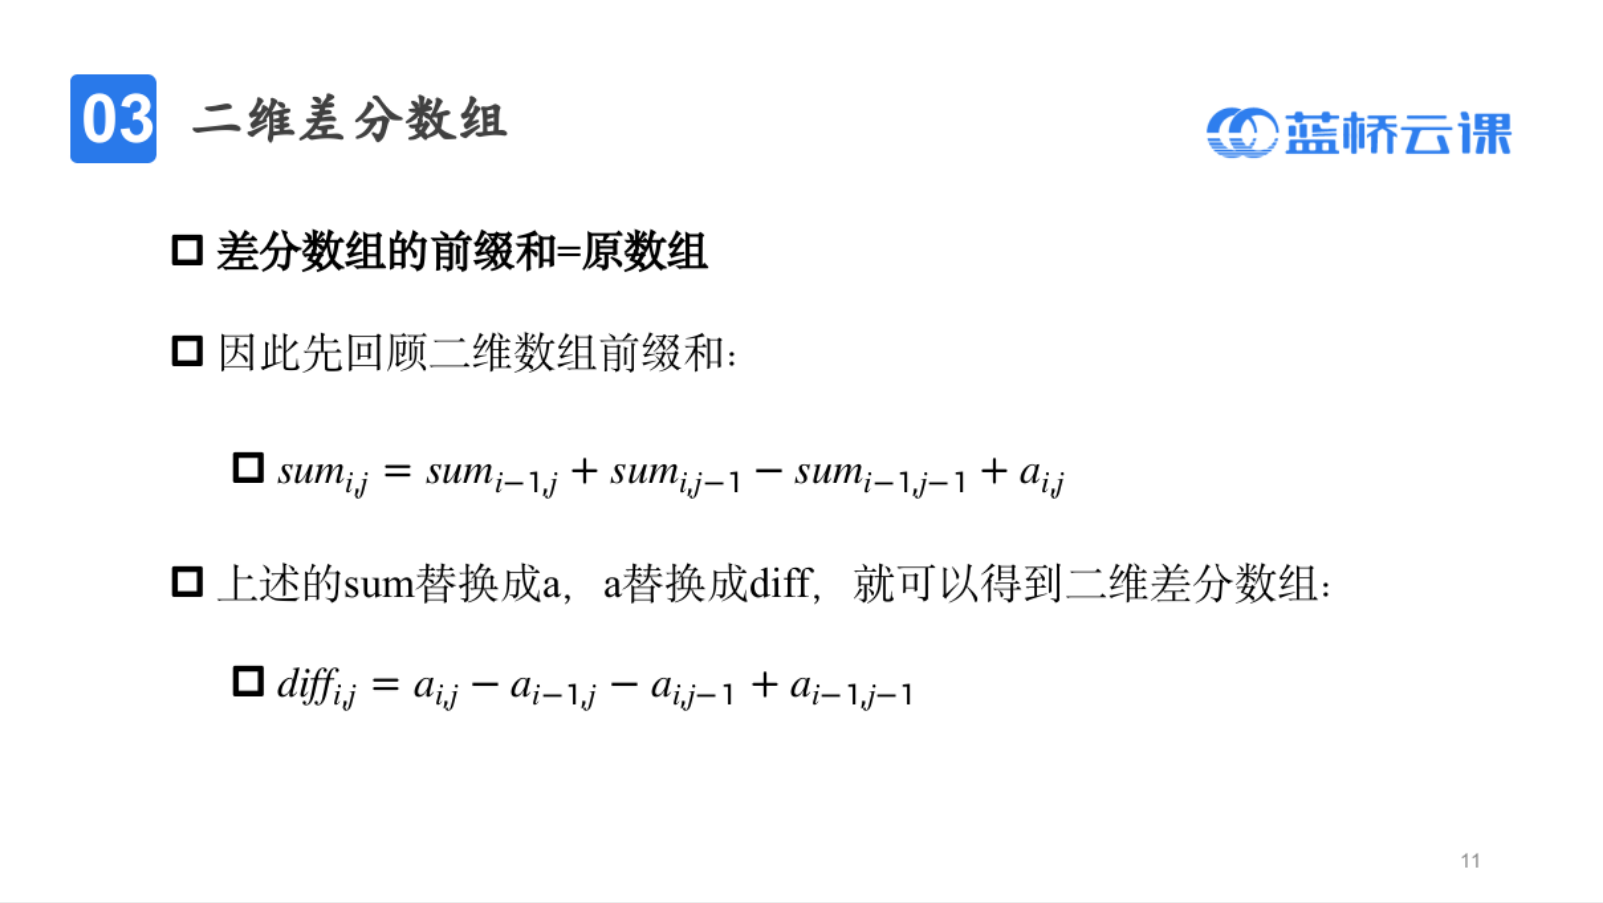 03 二维差分数组
蓝桥云课
差分数组的前缀和=原数组
因此先回顾二维数组前缀和：
sum_{i,j} = sum_{i−1,j} + sum_{i,j−1} − sum_{i−1,j−1} + a_{i,j}
上述的sum替换成a，a替换成diff，就可以得到二维差分数组：
diff_{i,j} = a_{i,j} − a_{i−1,j} − a_{i,j−1} + a_{i−1,j−1}
11